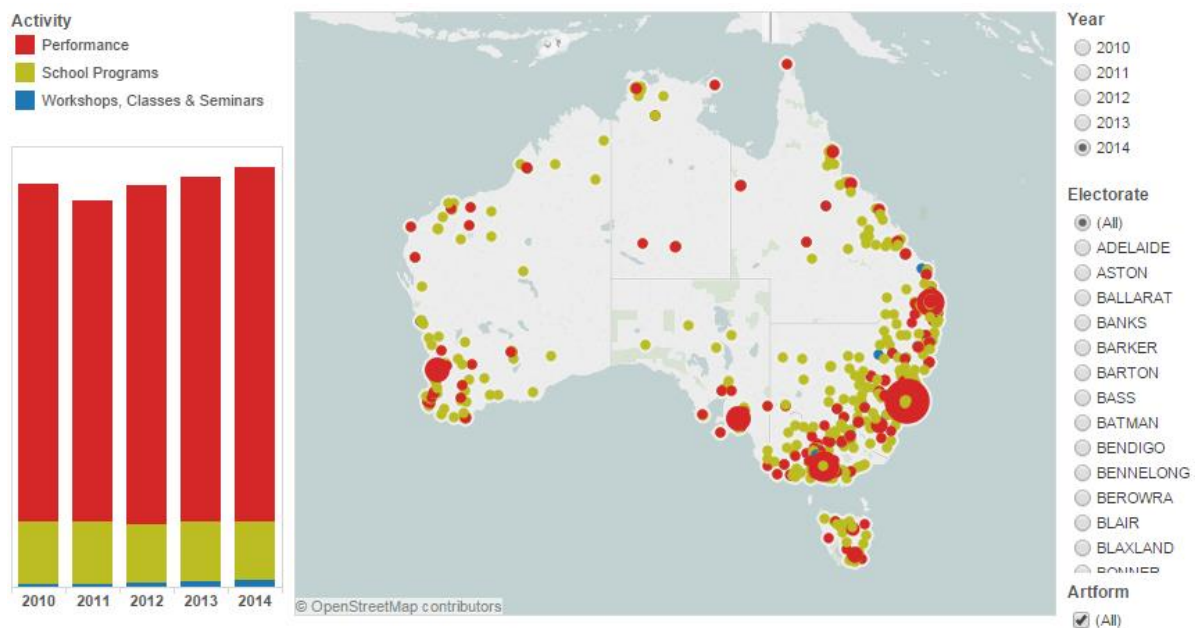 Activity
Performance
School Programs
Workshops, Classes & Seminars
2010 2011 2012 2013 2014
© OpenStreetMap contributors
Year
2010
2011
2012
2013
2014
Electorate
(All)
ADELAIDE
ASTON
BALLARAT
BANKS
BARKER
BARTON
BASS
BATMAN
BENDIGO
BENNELONG
BEROWRA
BLAIR
BLAXLAND
BONNER
Artform
(All)